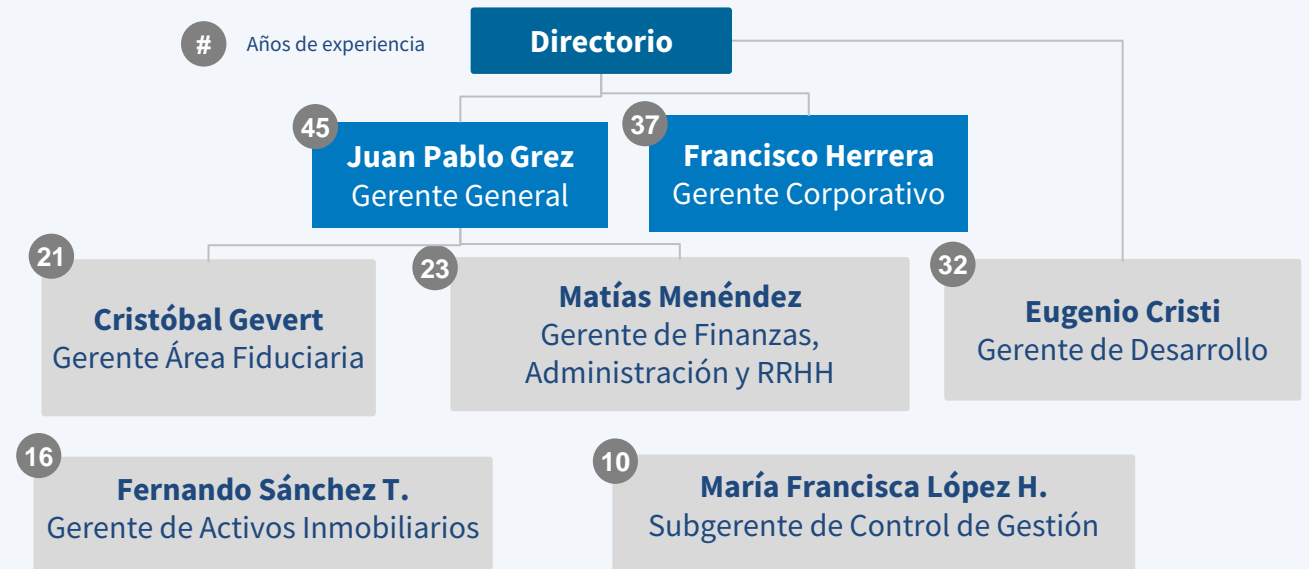 #
Años de experiencia
Directorio
45
Juan Pablo Grez
Gerente General
37
Francisco Herrera
Gerente Corporativo
21
Cristóbal Gevert
Gerente Área Fiduciaria
23
Matías Menéndez
Gerente de Finanzas,
Administración y RRHH
32
Eugenio Cristi
Gerente de Desarrollo
16
Fernando Sánchez T.
Gerente de Activos Inmobiliarios
10
María Francisca López H.
Subgerente de Control de Gestión